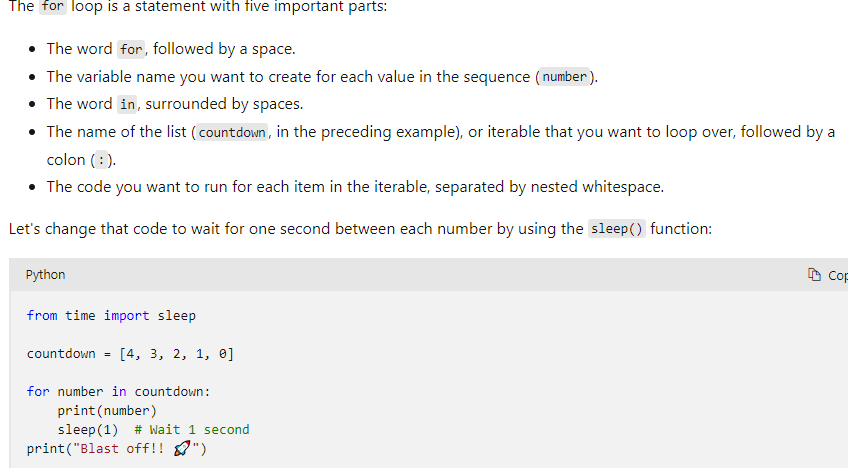 The for loop is a statement with five important parts:
• The word for, followed by a space.
• The variable name you want to create for each value in the sequence (number).
• The word in, surrounded by spaces.
• The name of the list (countdown, in the preceding example), or iterable that you want to loop over, followed by a
colon (:).
• The code you want to run for each item in the iterable, separated by nested whitespace.
Let's change that code to wait for one second between each number by using the sleep() function:
Python Cop
from time import sleep
countdown = [4, 3, 2, 1, 0]
for number in countdown:
    print(number)
    sleep(1)  # Wait 1 second
print("Blast off!! 🚀")